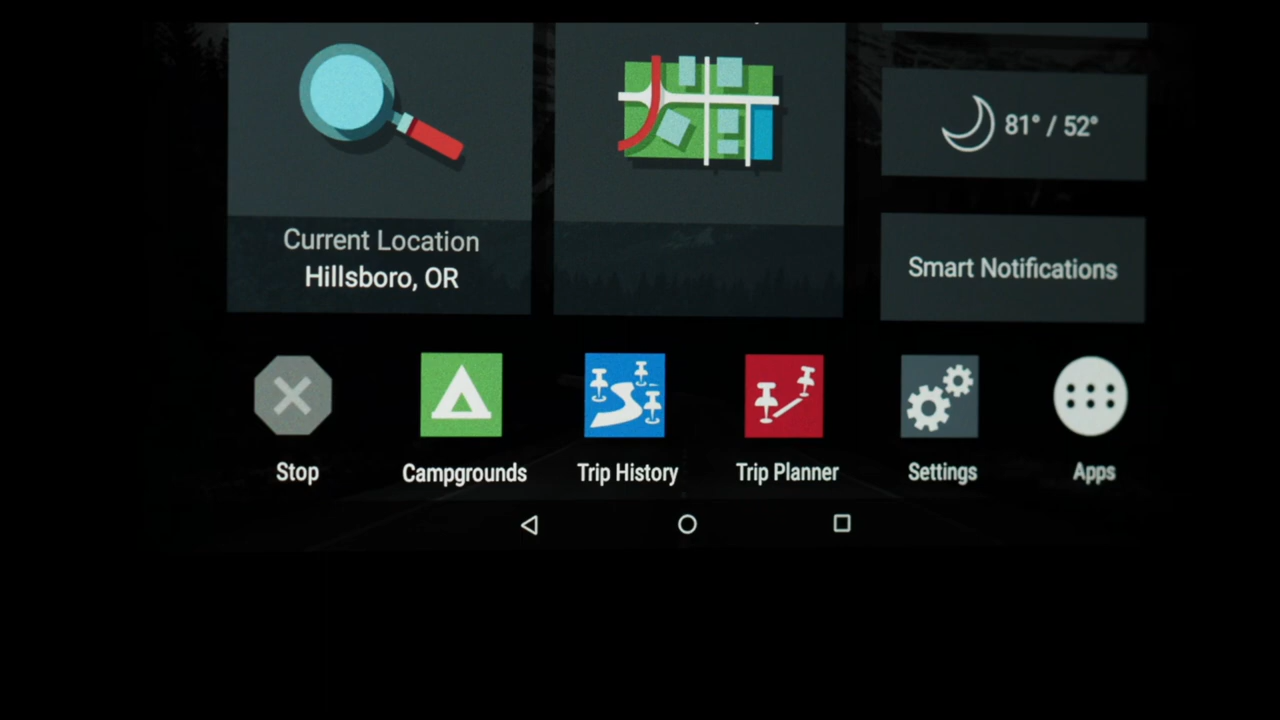 81° / 52°
Current Location
Hillsboro, OR
Smart Notifications
Stop
Campgrounds
Trip History
Trip Planner
Settings
Apps